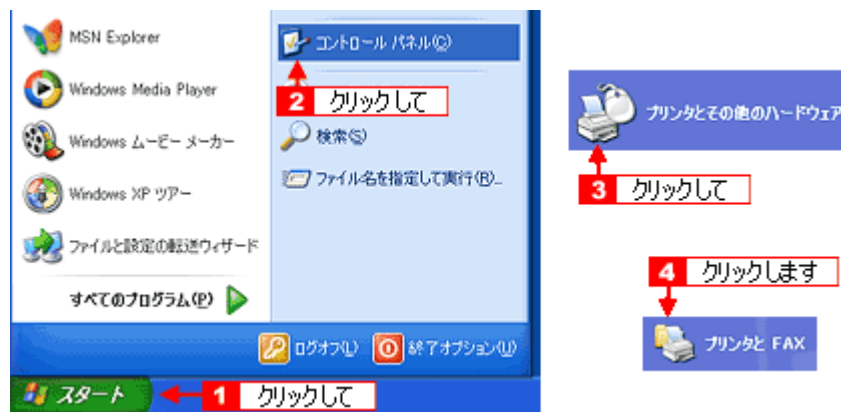 MSN Explorer
コントロール パネル(C)
2 クリックして
Windows Media Player
プリンタとその他のハードウェア
Windows ムービー メーカー
検索(S)
3 クリックして
Windows XP ツアー
ファイル名を指定して実行(R)...
ファイルと設定の転送ウィザード
4 クリックします
すべてのプログラム(P)
ログオフ(L)
終了オプション(U)
プリンタと FAX
スタート
1 クリックして